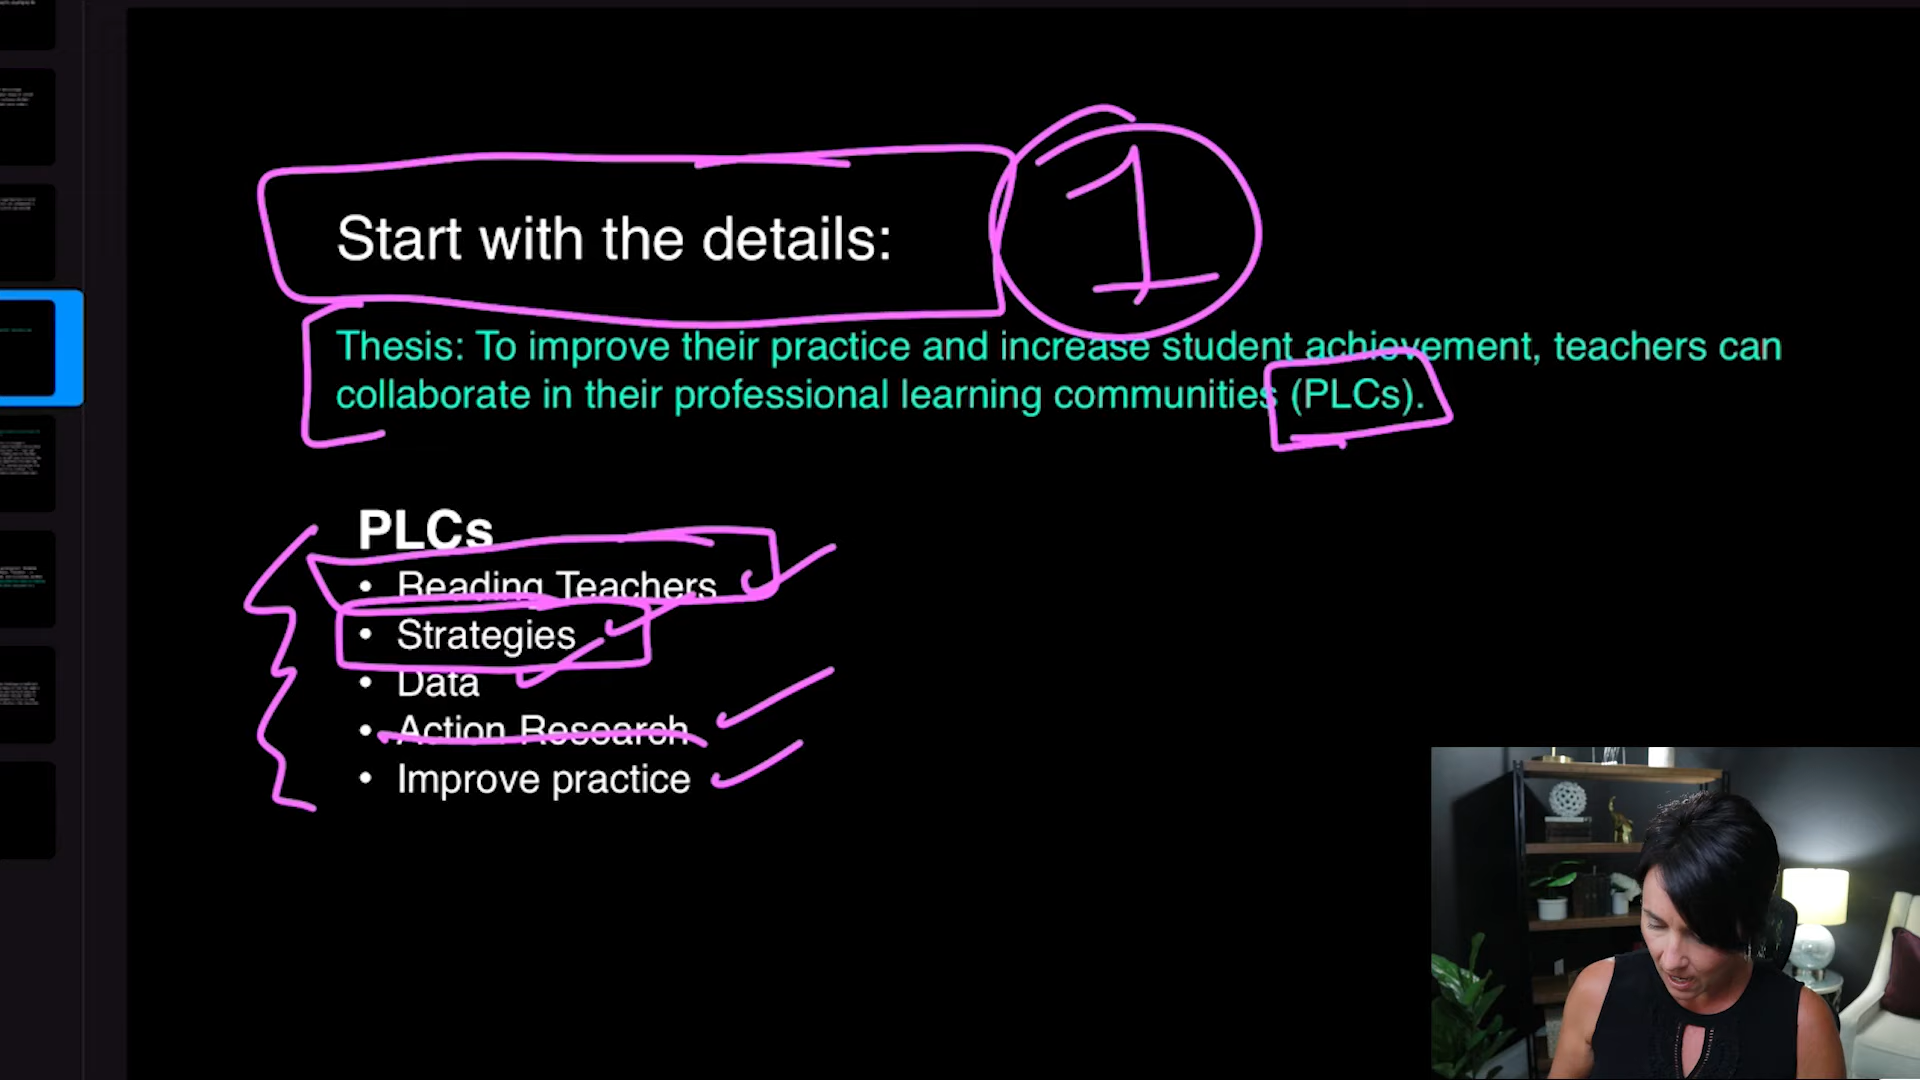 Start with the details:
1
Thesis: To improve their practice and increase student achievement, teachers can
collaborate in their professional learning communities (PLCs).
PLCs
• Reading Teachers
• Strategies
• Data
• Action Research
• Improve practice